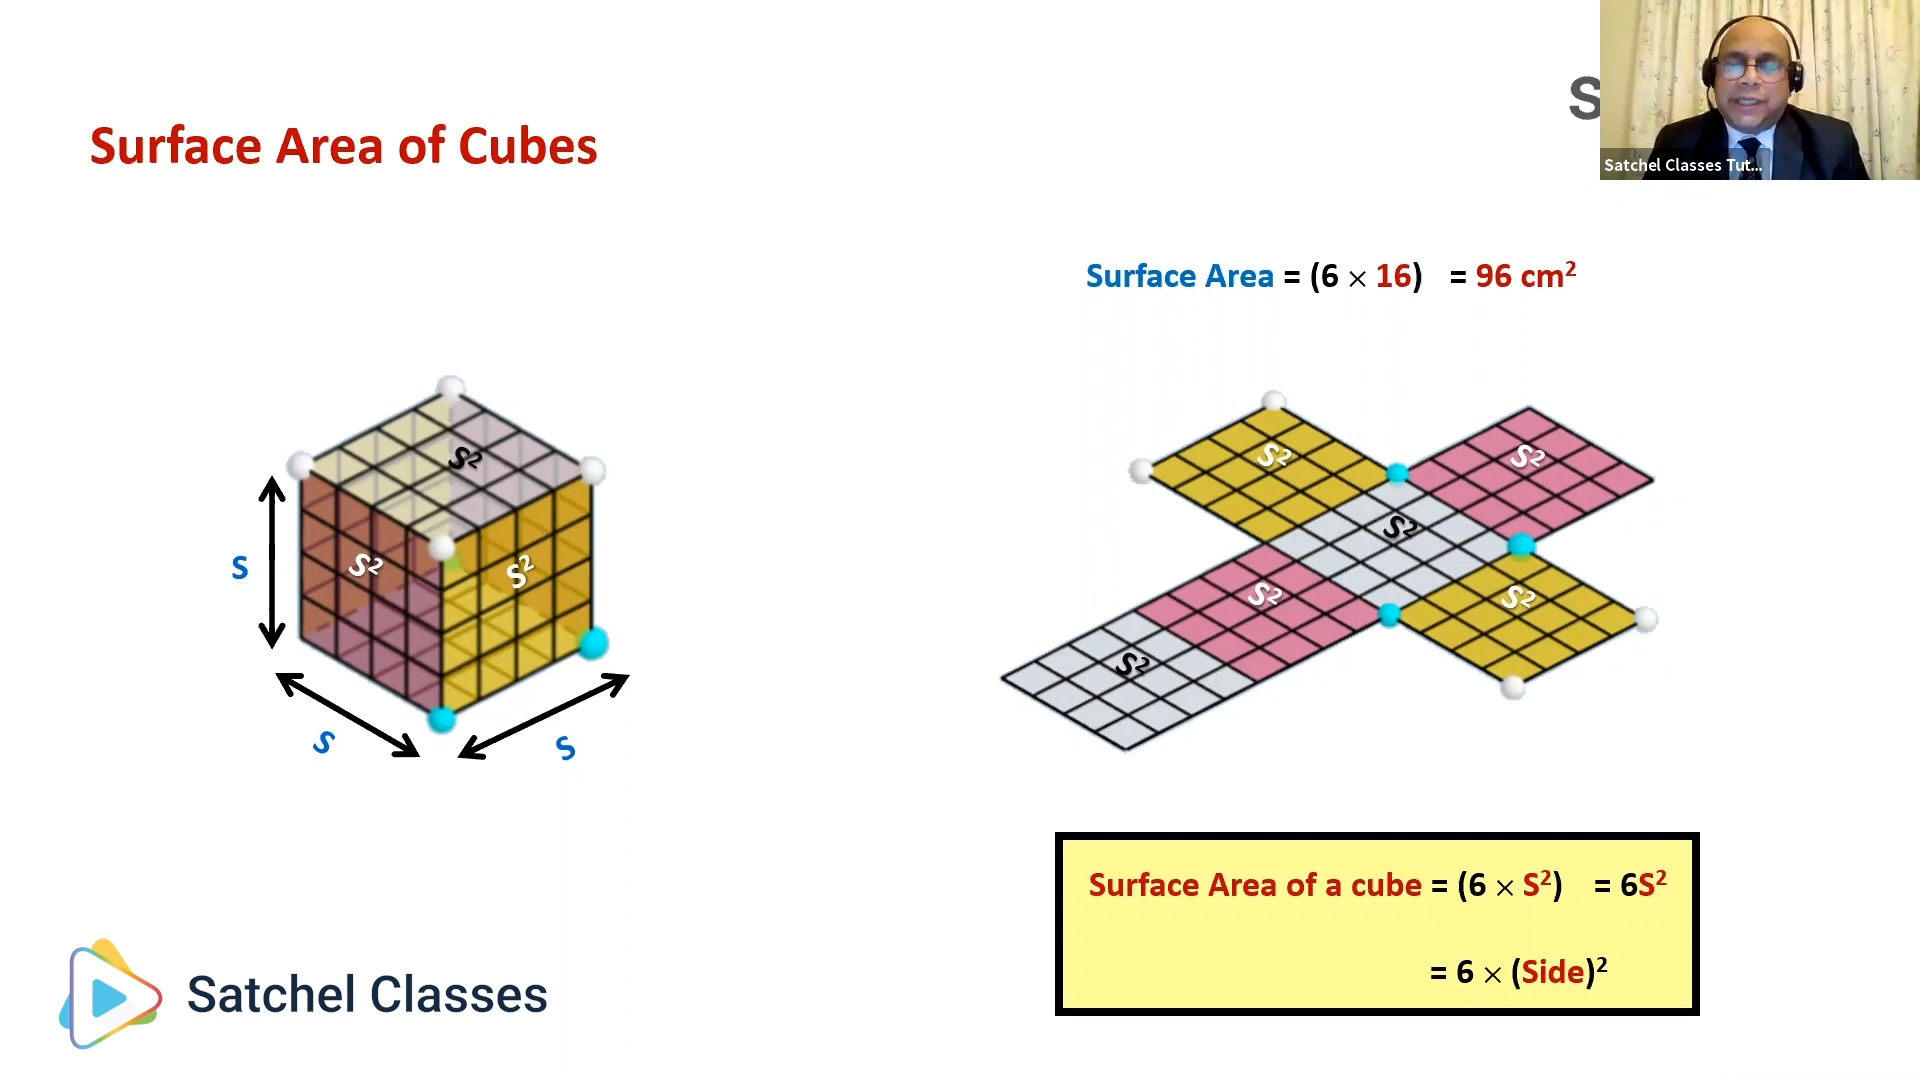 S
Satchel Classes Tut...
Surface Area of Cubes
Surface Area = (6 × 16) = 96 cm²
S²
S²
S²
S
S
S
S²
S²
S²
S²
S²
S²
Surface Area of a cube = (6 × S²) = 6S²
= 6 × (Side)²
Satchel Classes